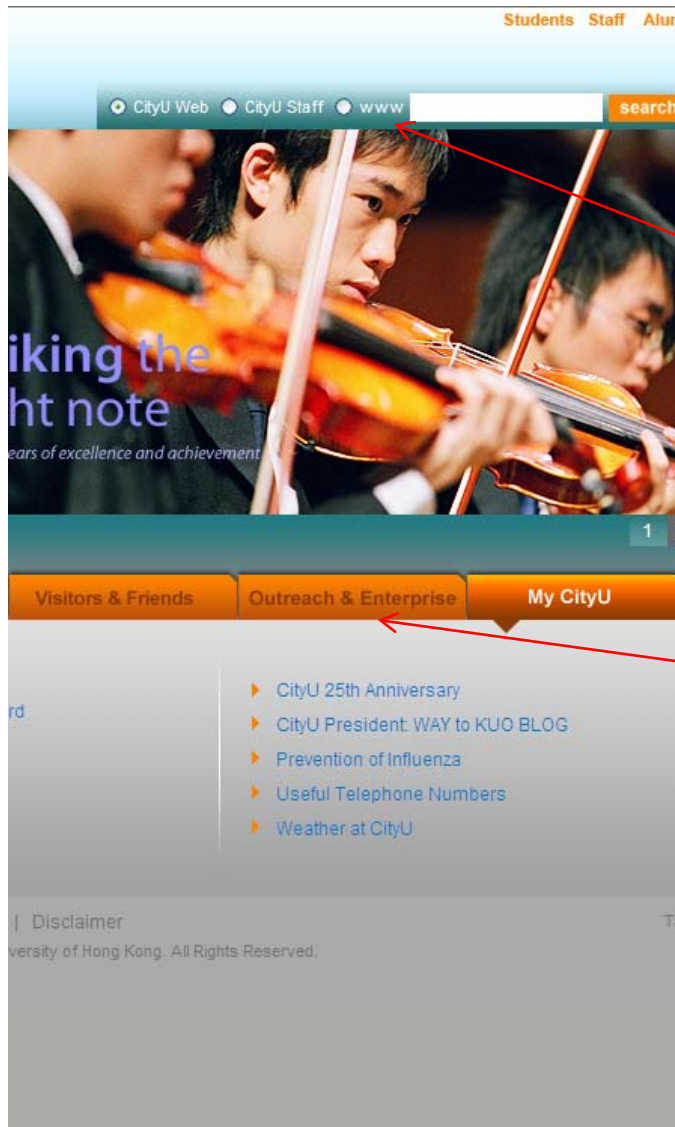 Students Staff Alur
CityU Web CityU Staff www search
iking the
ht note
ears of excellence and achievement
1
Visitors & Friends Outreach & Enterprise My CityU
rd
CityU 25th Anniversary
CityU President: WAY to KUO BLOG
Prevention of Influenza
Useful Telephone Numbers
Weather at CityU
| Disclaimer
versity of Hong Kong. All Rights Reserved.